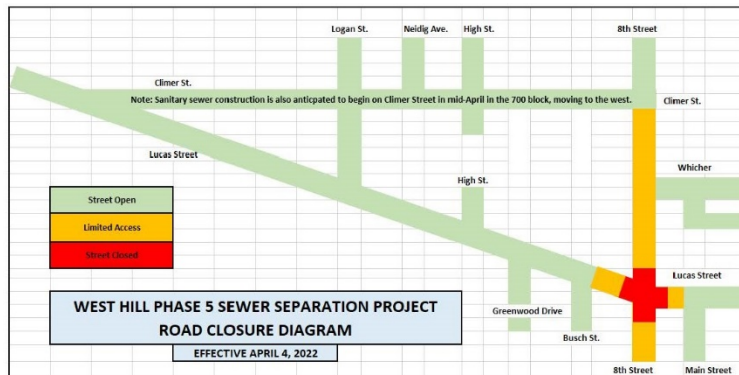 Logan St.
Neidig Ave.
High St.
8th Street
Climer St.
Note: Sanitary sewer construction is also anticpated to begin on Climer Street in mid-April in the 700 block, moving to the west.
Climer St.
Lucas Street
Whicher
High St.
Street Open
Limited Access
Street Closed
Lucas Street
WEST HILL PHASE 5 SEWER SEPARATION PROJECT
ROAD CLOSURE DIAGRAM
EFFECTIVE APRIL 4, 2022
Greenwood Drive
Busch St.
8th Street
Main Street